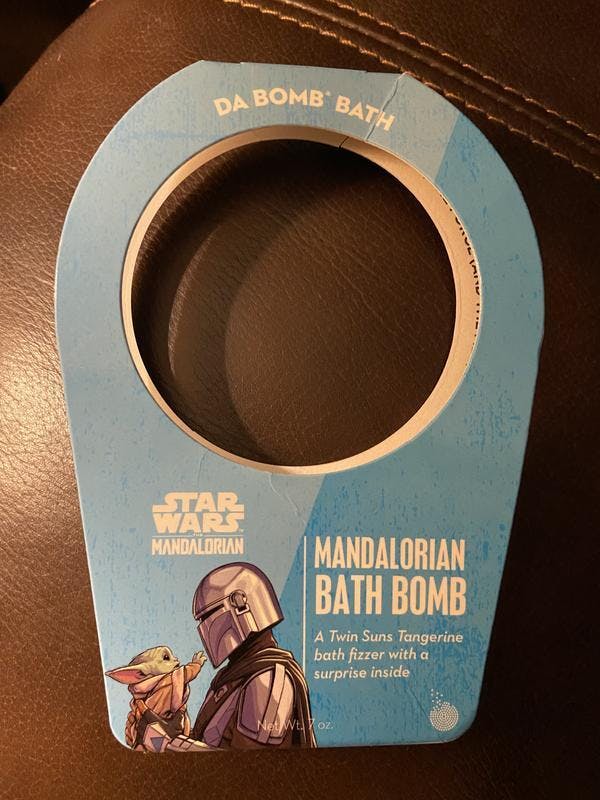 DA BOMB® BATH
STAR
WARS
THE
MANDALORIAN
MANDALORIAN
BATH BOMB
A Twin Suns Tangerine
bath fizzer with a
surprise inside
Net Wt. 7 oz.